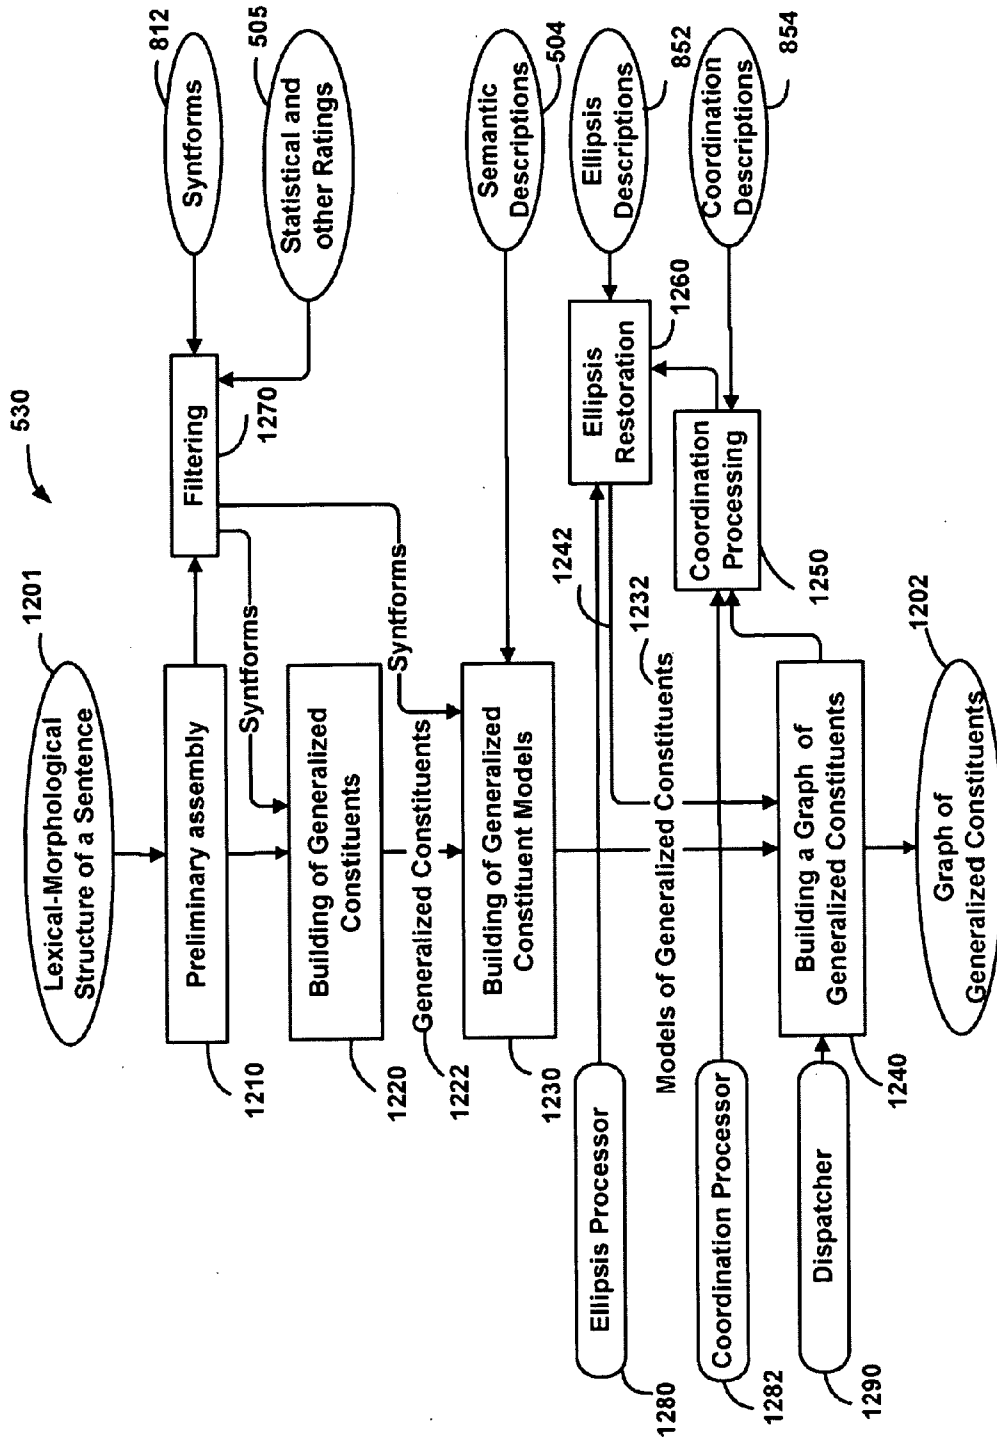 530
1201
Lexical-Morphological
Structure of a Sentence
812
Syntforms
505
Statistical and
other Ratings
Filtering
1270
Preliminary assembly
1210
Syntforms
Building of Generalized
Constituents
1220
Syntforms
Generalized Constituents
1222
Building of Generalized
Constituent Models
1230
Semantic
Descriptions
504
Ellipsis
Descriptions
852
Ellipsis
Restoration
1260
1242
1232
Models of Generalized Constituents
Ellipsis Processor
1280
Coordination
Descriptions
854
Coordination
Processing
1250
Coordination Processor
1282
Building a Graph of
Generalized Constituents
1240
Dispatcher
1290
1202
Graph of
Generalized Constituents